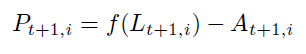 P_{t+1,i} = f(L_{t+1,i}) − A_{t+1,i}